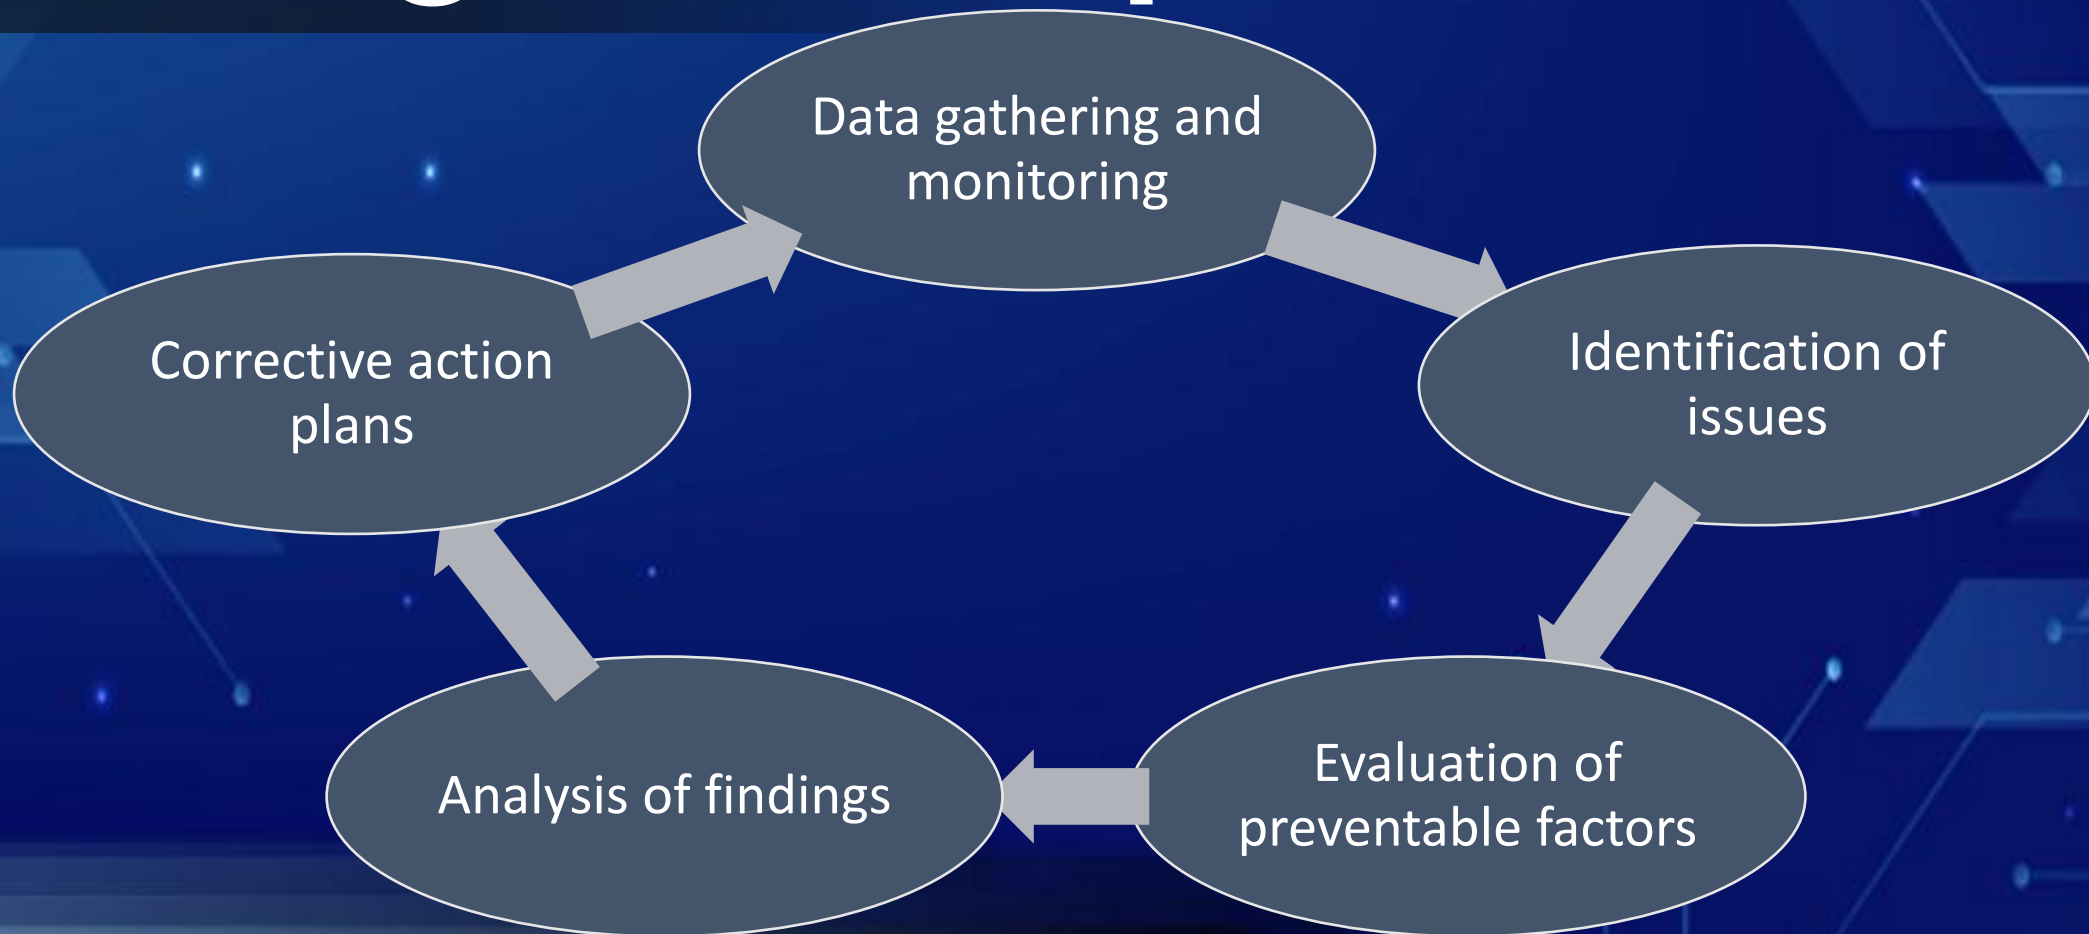 Data gathering and
monitoring
Identification of
issues
Evaluation of
preventable factors
Analysis of findings
Corrective action
plans